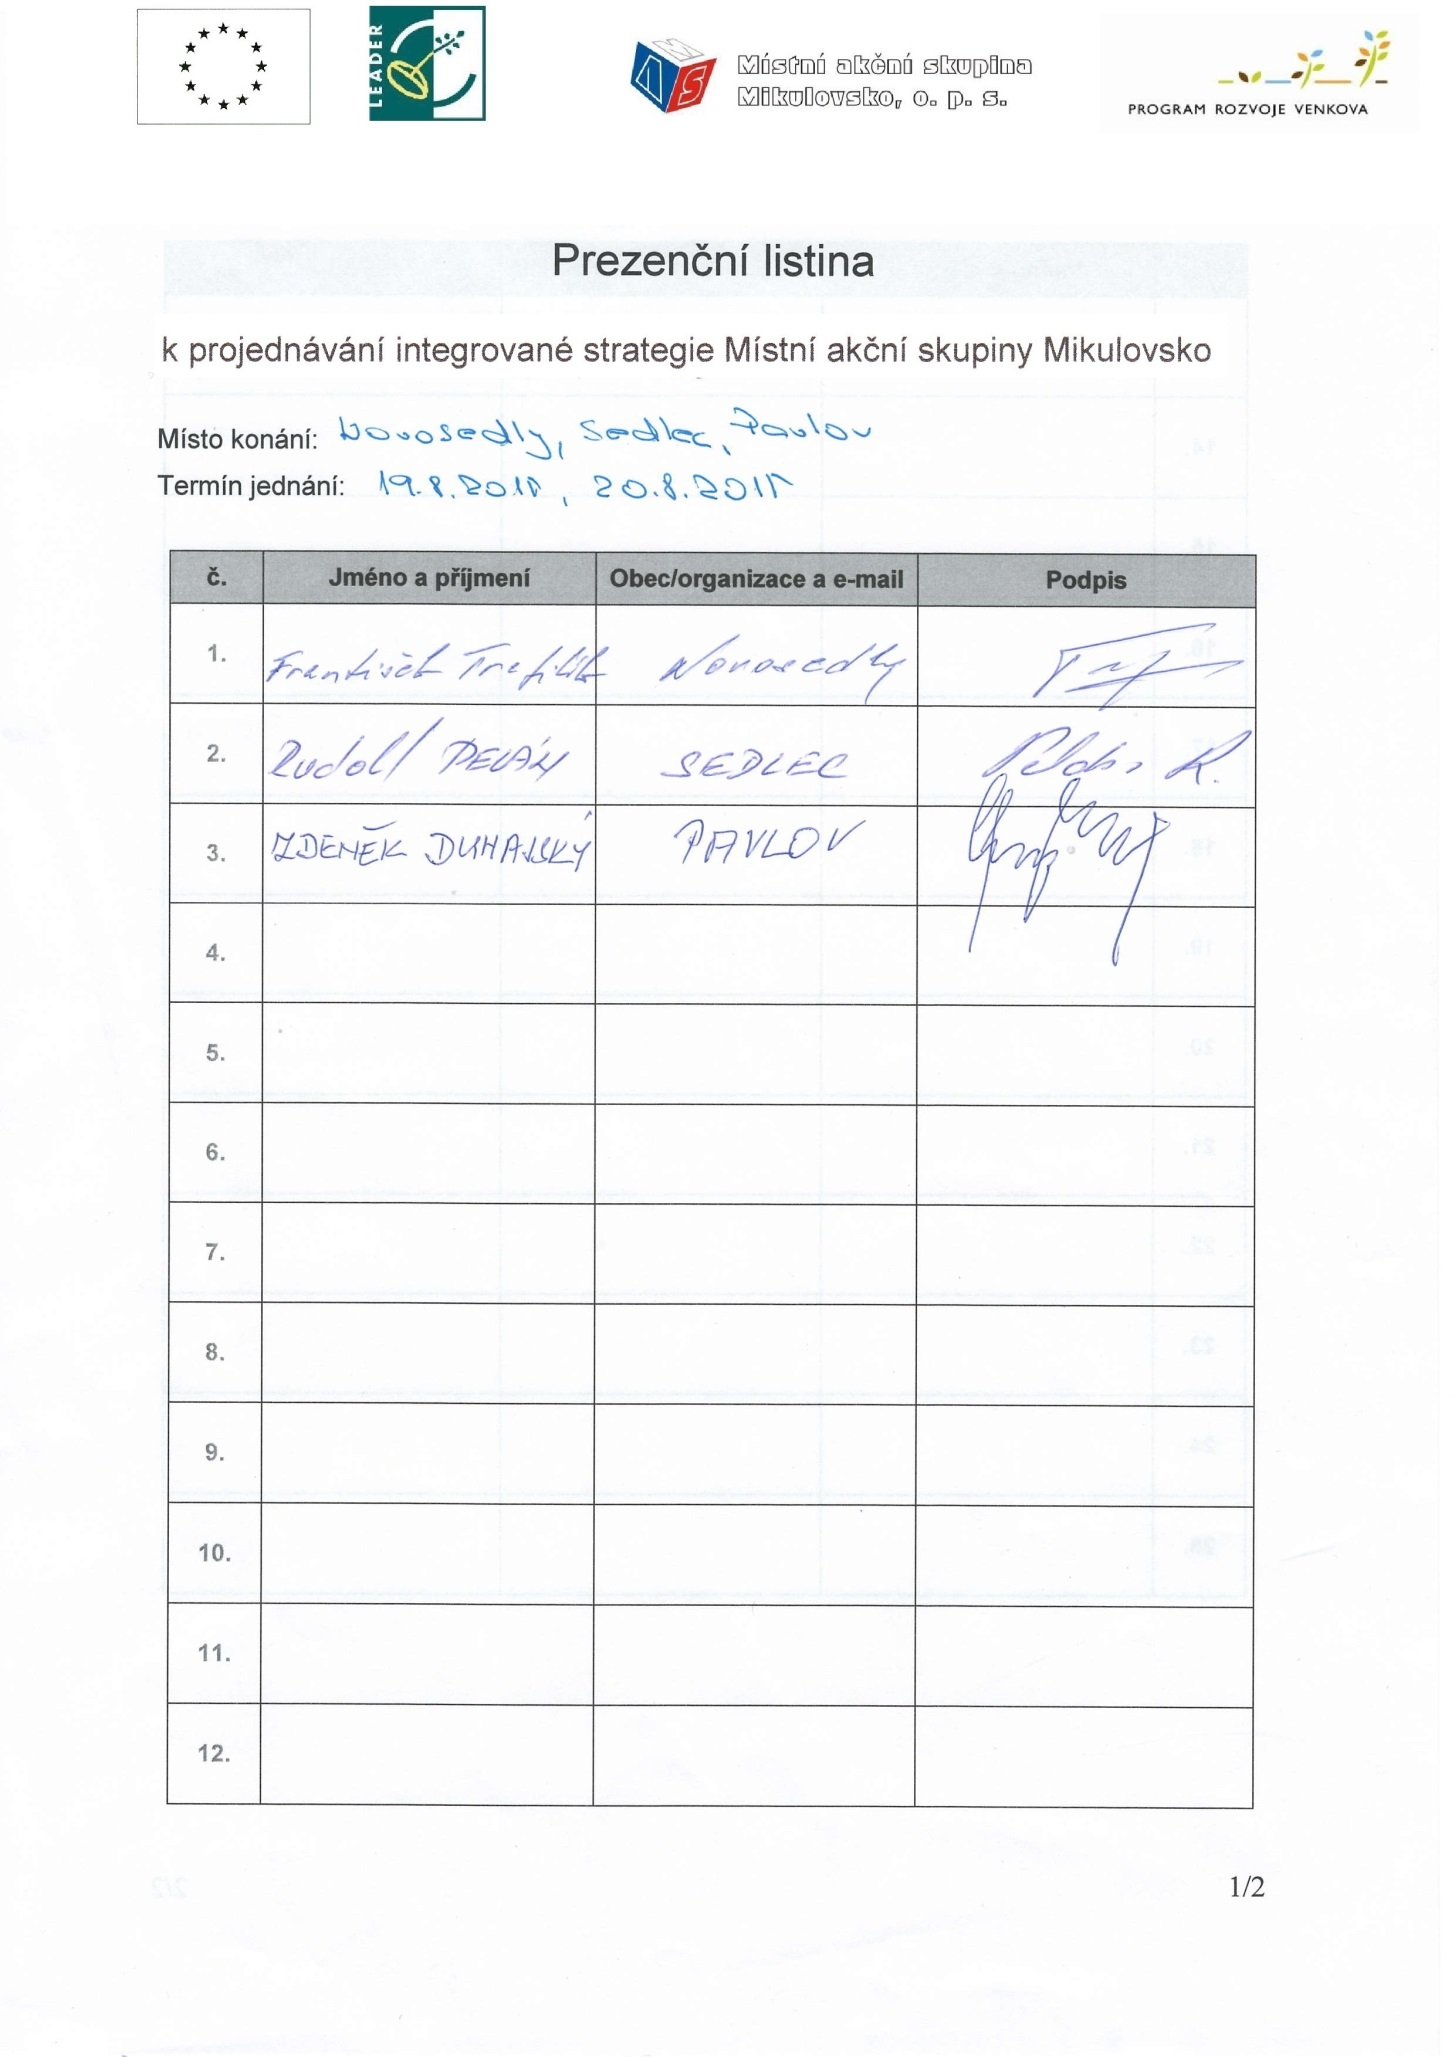 LEADER
MAS
Místní akční skupina
Mikulovsko, o. p. s.
PROGRAM ROZVOJE VENKOVA
Prezenční listina
k projednávání integrované strategie Místní akční skupiny Mikulovsko
Místo konání: Novosedly, Sedlec, Pavlov
Termín jednání: 19.8.2015, 20.8.2015
č. Jméno a příjmení Obec/organizace a e-mail Podpis
1. František Trefilík Novosedly
2. Rudolf SEDLEC
3. ZDENĚK DUHAJSKÝ PAVLOV
4.
5.
6.
7.
8.
9.
10.
11.
12.
1/2